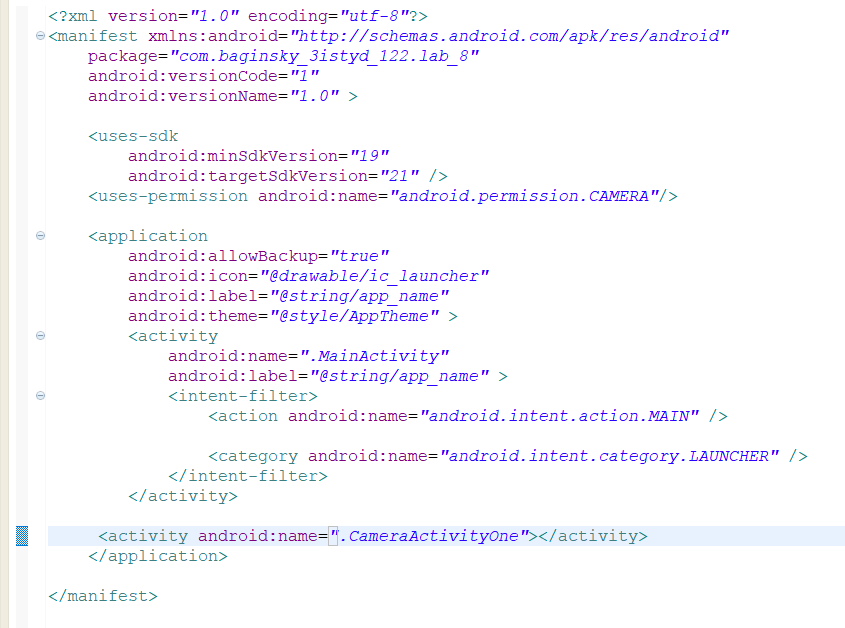 <?xml version="1.0" encoding="utf-8"?>
<manifest xmlns:android="http://schemas.android.com/apk/res/android"
package="com.baginsky_3istyd_122.lab_8"
android:versionCode="1"
android:versionName="1.0" >
<uses-sdk
android:minSdkVersion="19"
android:targetSdkVersion="21" />
<uses-permission android:name="android.permission.CAMERA"/>
<application
android:allowBackup="true"
android:icon="@drawable/ic_launcher"
android:label="@string/app_name"
android:theme="@style/AppTheme" >
<activity
android:name=".MainActivity"
android:label="@string/app_name" >
<intent-filter>
<action android:name="android.intent.action.MAIN" />
<category android:name="android.intent.category.LAUNCHER" />
</intent-filter>
</activity>
<activity android:name=".CameraActivityOne"></activity>
</application>
</manifest>